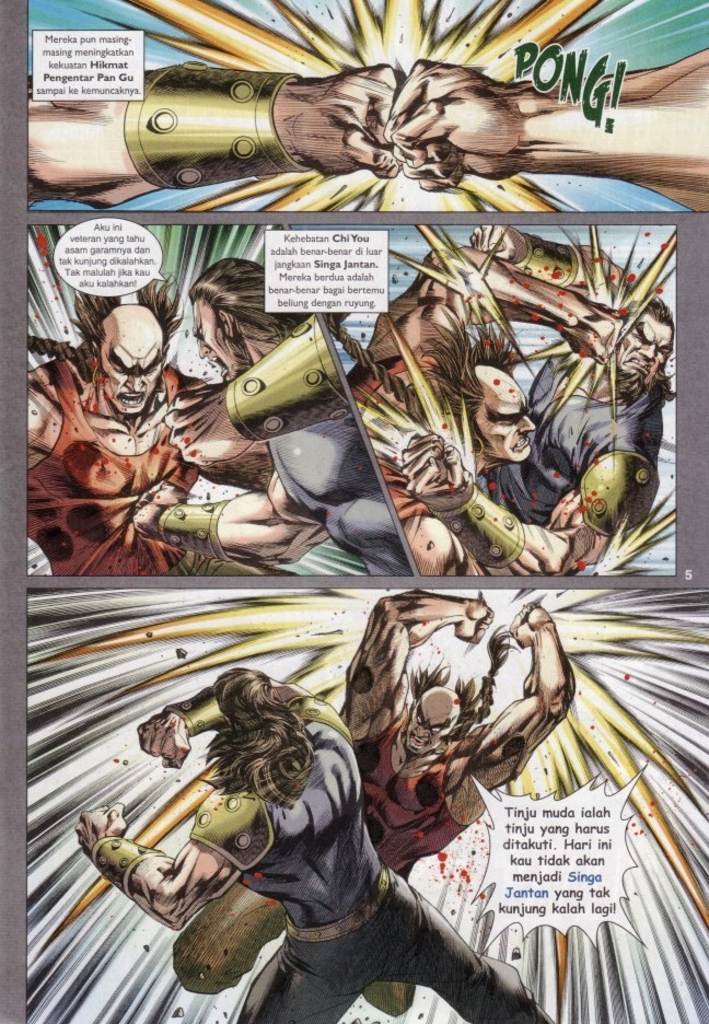 Mereka pun masing-
masing meningkatkan
kekuatan Hikmat
Pengentar Pan Gu
sampai ke kemuncaknya.
PONG!
Aku ini
veteran yang tahu
asam garamnya dan
tak kunjung dikalahkan.
Tak malulah jika kau
aku kalahkan!
Kehebatan Chi You
adalah benar-benar di luar
jangkaan Singa Jantan.
Mereka berdua adalah
benar-benar bagai bertemu
beliung dengan ruyung.
5
Tinju muda ialah
tinju yang harus
ditakuti. Hari ini
kau tidak akan
menjadi Singa
Jantan yang tak
kunjung kalah lagi!